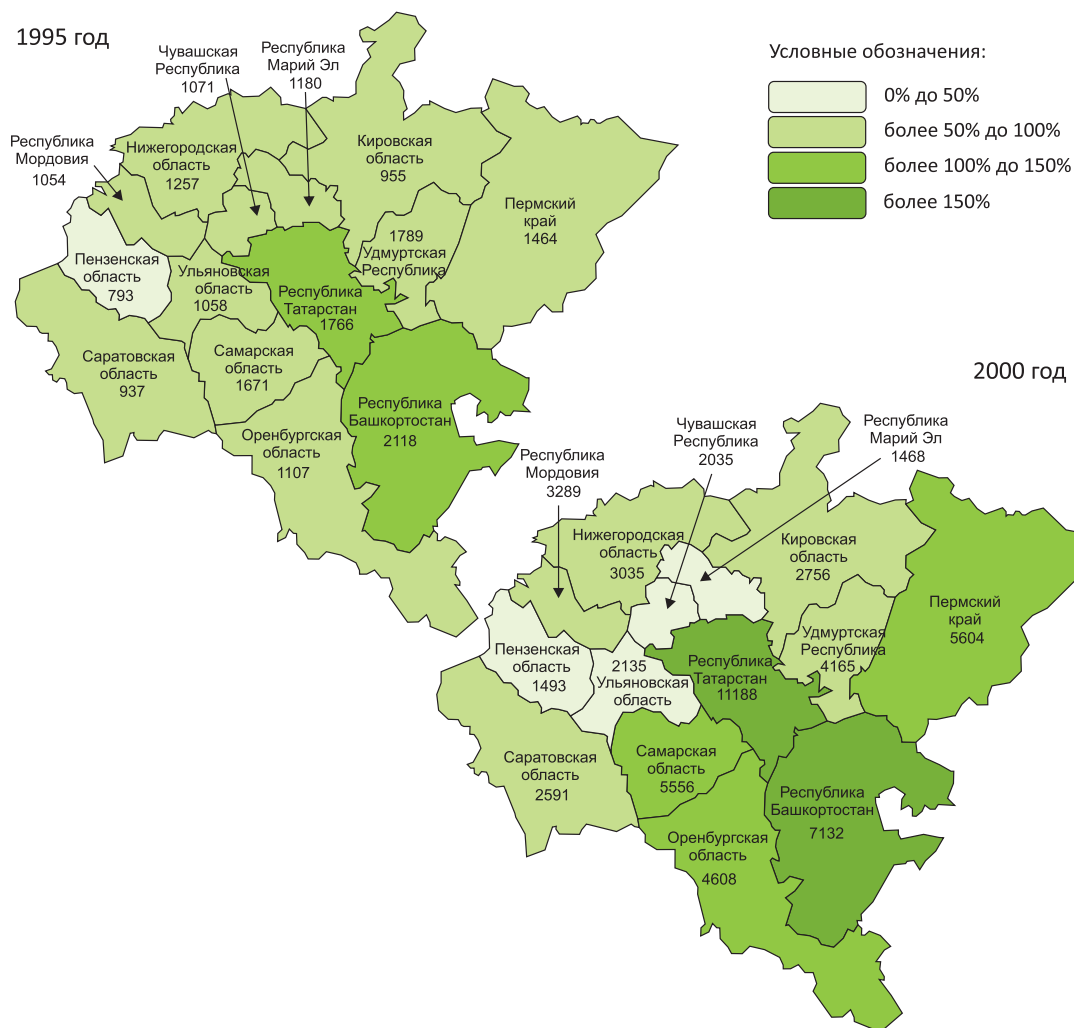 1995 год
Чувашская
Республика
1071
Республика
Марий Эл
1180
Республика
Мордовия
1054
Нижегородская
область
1257
Кировская
область
955
Пермский
край
1464
1789
Удмуртская
Республика
Пензенская
область
793
Ульяновская
область
1058
Республика
Татарстан
1766
Саратовская
область
937
Самарская
область
1671
Республика
Башкортостан
2118
Оренбургская
область
1107
Условные обозначения:
0% до 50%
более 50% до 100%
более 100% до 150%
более 150%
2000 год
Чувашская
Республика
2035
Республика
Марий Эл
1468
Республика
Мордовия
3289
Нижегородская
область
3035
Кировская
область
2756
Пермский
край
5604
Удмуртская
Республика
4165
Пензенская
область
1493
2135
Ульяновская
область
Республика
Татарстан
11188
Саратовская
область
2591
Самарская
область
5556
Республика
Башкортостан
7132
Оренбургская
область
4608